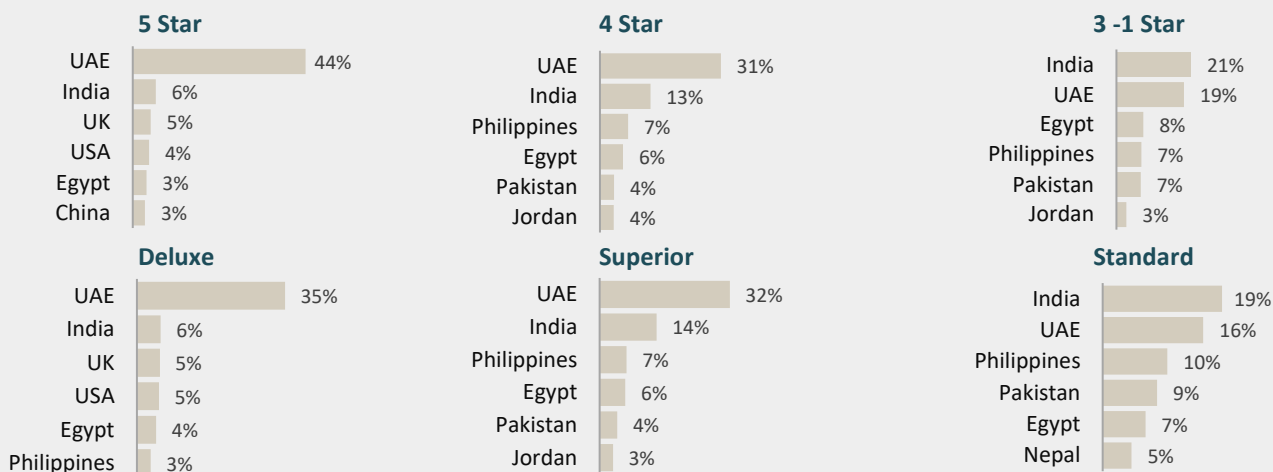 5 Star
UAE 44%
India 6%
UK 5%
USA 4%
Egypt 3%
China 3%
4 Star
UAE 31%
India 13%
Philippines 7%
Egypt 6%
Pakistan 4%
Jordan 4%
3 -1 Star
India 21%
UAE 19%
Egypt 8%
Philippines 7%
Pakistan 7%
Jordan 3%
Deluxe
UAE 35%
India 6%
UK 5%
USA 5%
Egypt 4%
Philippines 3%
Superior
UAE 32%
India 14%
Philippines 7%
Egypt 6%
Pakistan 4%
Jordan 3%
Standard
India 19%
UAE 16%
Philippines 10%
Pakistan 9%
Egypt 7%
Nepal 5%